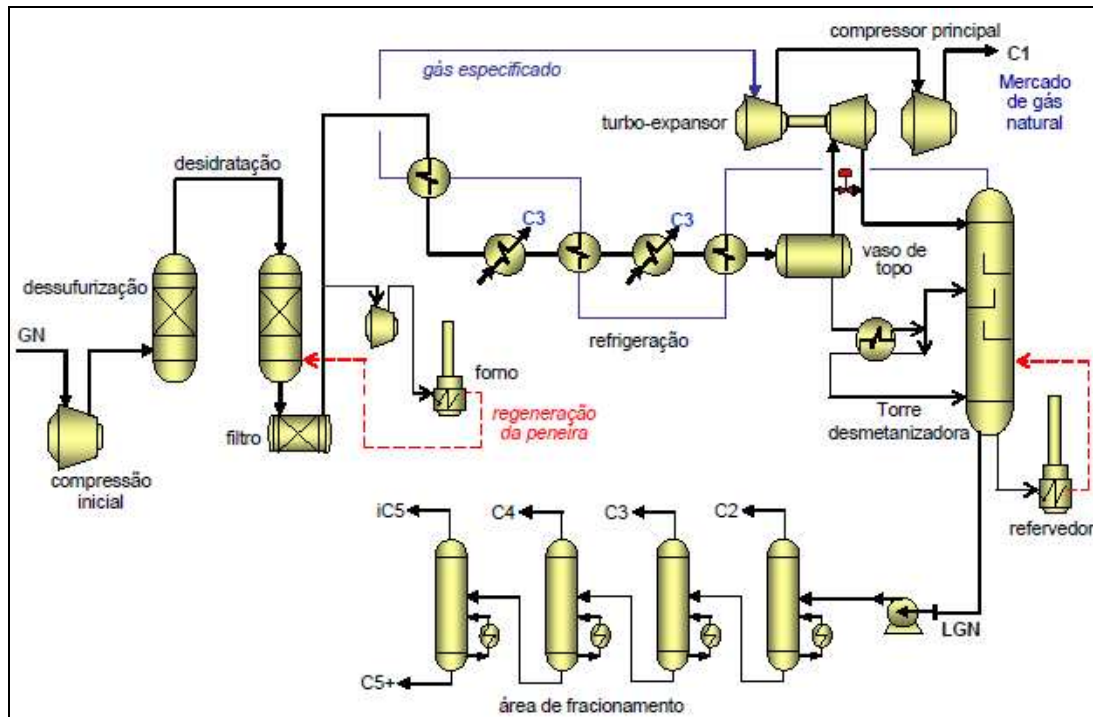 compressor principal
C1
gás especificado
Mercado
de gás
natural
turbo-expansor
desidratação
C3
C3
vaso de
topo
dessufurização
GN
refrigeração
forno
regeneração
da peneira
filtro
Torre
desmetanizadora
compressão
inicial
iC5
C4
C3
C2
refervedor
LGN
C5+
área de fracionamento